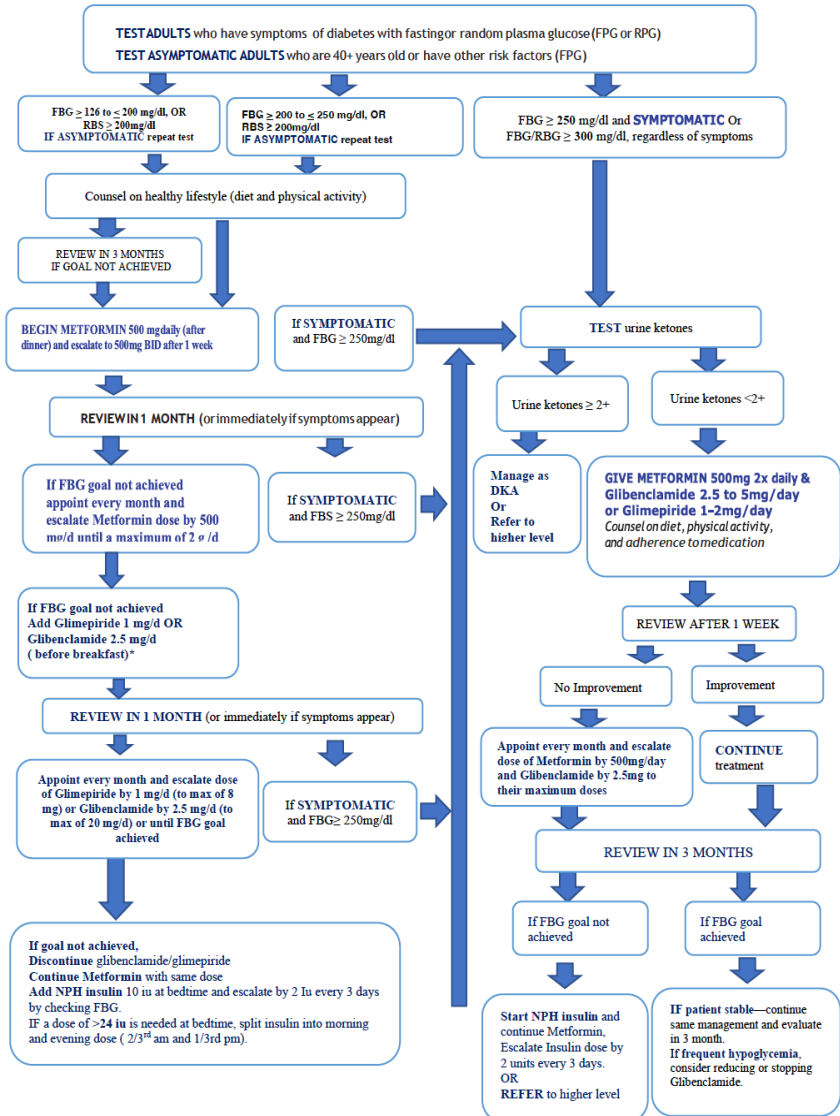 TEST ADULTS who have symptoms of diabetes with fasting or random plasma glucose (FPG or RPG)
TEST ASYMPTOMATIC ADULTS who are 40+ years old or have other risk factors (FPG)
FBG ≥ 126 to ≤ 200 mg/dl, OR
RBS ≥ 200mg/dl
IF ASYMPTOMATIC repeat test
FBG ≥ 200 to ≤ 250 mg/dl, OR
RBS ≥ 200mg/dl
IF ASYMPTOMATIC repeat test
FBG ≥ 250 mg/dl and SYMPTOMATIC Or
FBG/RBG ≥ 300 mg/dl, regardless of symptoms
Counsel on healthy lifestyle (diet and physical activity)
REVIEW IN 3 MONTHS
IF GOAL NOT ACHIEVED
BEGIN METFORMIN 500 mg daily (after
dinner) and escalate to 500mg BID after 1 week
If SYMPTOMATIC
and FBG ≥ 250mg/dl
TEST urine ketones
Urine ketones ≥ 2+
Urine ketones <2+
REVIEW IN 1 MONTH (or immediately if symptoms appear)
If FBG goal not achieved
appoint every month and
escalate Metformin dose by 500
mg/d until a maximum of 2 g /d
If SYMPTOMATIC
and FBS ≥ 250mg/dl
Manage as
DKA
Or
Refer to
higher level
GIVE METFORMIN 500mg 2x daily &
Glibenclamide 2.5 to 5mg/day
or Glimepiride 1–2mg/day
Counsel on diet, physical activity,
and adherence to medication
If FBG goal not achieved
Add Glimepiride 1 mg/d OR
Glibenclamide 2.5 mg/d
( before breakfast)*
REVIEW AFTER 1 WEEK
No Improvement
Improvement
REVIEW IN 1 MONTH (or immediately if symptoms appear)
Appoint every month and escalate dose
of Glimepiride by 1 mg/d (to max of 8
mg) or Glibenclamide by 2.5 mg/d (to
max of 20 mg/d) or until FBG goal
achieved
If SYMPTOMATIC
and FBG≥ 250mg/dl
Appoint every month and escalate
dose of Metformin by 500mg/day
and Glibenclamide by 2.5mg to
their maximum doses
CONTINUE
treatment
REVIEW IN 3 MONTHS
If FBG goal not
achieved
If FBG goal
achieved
If goal not achieved,
Discontinue glibenclamide/glimepiride
Continue Metformin with same dose
Add NPH insulin 10 iu at bedtime and escalate by 2 Iu every 3 days
by checking FBG.
IF a dose of >24 iu is needed at bedtime, split insulin into morning
and evening dose ( 2/3rd am and 1/3rd pm).
Start NPH insulin and
continue Metformin,
Escalate Insulin dose by
2 units every 3 days.
OR
REFER to higher level
IF patient stable—continue
same management and evaluate
in 3 month.
If frequent hypoglycemia,
consider reducing or stopping
Glibenclamide.